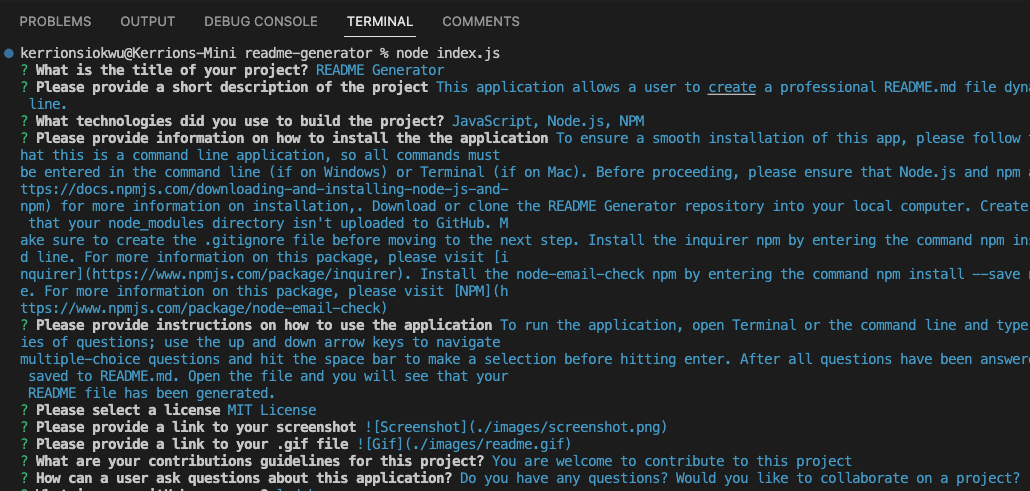 PROBLEMS OUTPUT DEBUG CONSOLE TERMINAL COMMENTS
kerrionsiokwu@Kerrions-Mini readme-generator % node index.js
? What is the title of your project? README Generator
? Please provide a short description of the project This application allows a user to create a professional README.md file dyna
line.
? What technologies did you use to build the project? JavaScript, Node.js, NPM
? Please provide information on how to install the the application To ensure a smooth installation of this app, please follow
hat this is a command line application, so all commands must
be entered in the command line (if on Windows) or Terminal (if on Mac). Before proceeding, please ensure that Node.js and npm
ttps://docs.npmjs.com/downloading-and-installing-node-js-and-
npm) for more information on installation,. Download or clone the README Generator repository into your local computer. Create
that your node_modules directory isn't uploaded to GitHub. M
ake sure to create the .gitignore file before moving to the next step. Install the inquirer npm by entering the command npm ins
d line. For more information on this package, please visit [i
nquirer](https://www.npmjs.com/package/inquirer). Install the node-email-check npm by entering the command NPM install --save
e. For more information on this package, please visit [NPM](h
ttps://www.npmjs.com/package/node-email-check)
? Please provide instructions on how to use the application To run the application, open Terminal or the command line and type
ies of questions; use the up and down arrow keys to navigate
multiple-choice questions and hit the space bar to make a selection before hitting enter. After all questions have been answere
saved to README.md. Open the file and you will see that your
README file has been generated.
? Please select a license MIT License
? Please provide a link to your screenshot ![Screenshot](./images/screenshot.png)
? Please provide a link to your .gif file ![Gif](./images/readme.gif)
? What are your contributions guidelines for this project? You are welcome to contribute to this project
? How can a user ask questions about this application? Do you have any questions? Would you like to collaborate on a project?